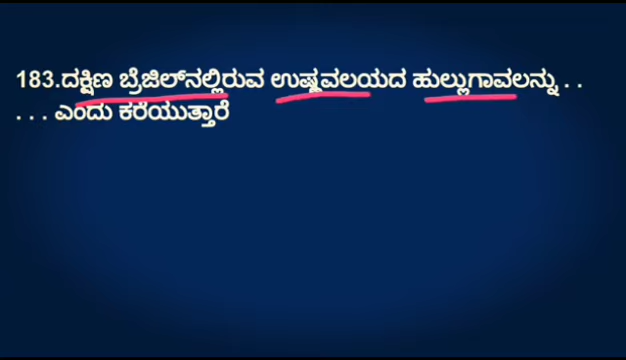 183.ದಕ್ಷಿಣ ಬ್ರೆಜಿಲ್‌ನಲ್ಲಿರುವ ಉಷ್ಣವಲಯದ ಹುಲ್ಲುಗಾವಲನ್ನು . .
. . . ಎಂದು ಕರೆಯುತ್ತಾರೆ